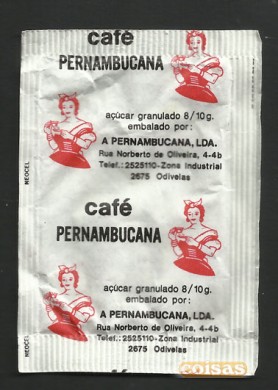 café
PERNAMBUCANA
açúcar granulado 8/10g.
embalado por:
A PERNAMBUCANA, LDA.
Rua Norberto de Oliveira, 4-4b
Telef.: 2525110-Zona Industrial
2675 Odivelas
NEOCEL
café
PERNAMBUCANA
açúcar granulado 8/10g.
embalado por:
A PERNAMBUCANA, LDA.
Rua Norberto de Oliveira, 4-4b
Telef.: 2525110-Zona Industrial
2675 Odivelas
NEOCEL
coisas